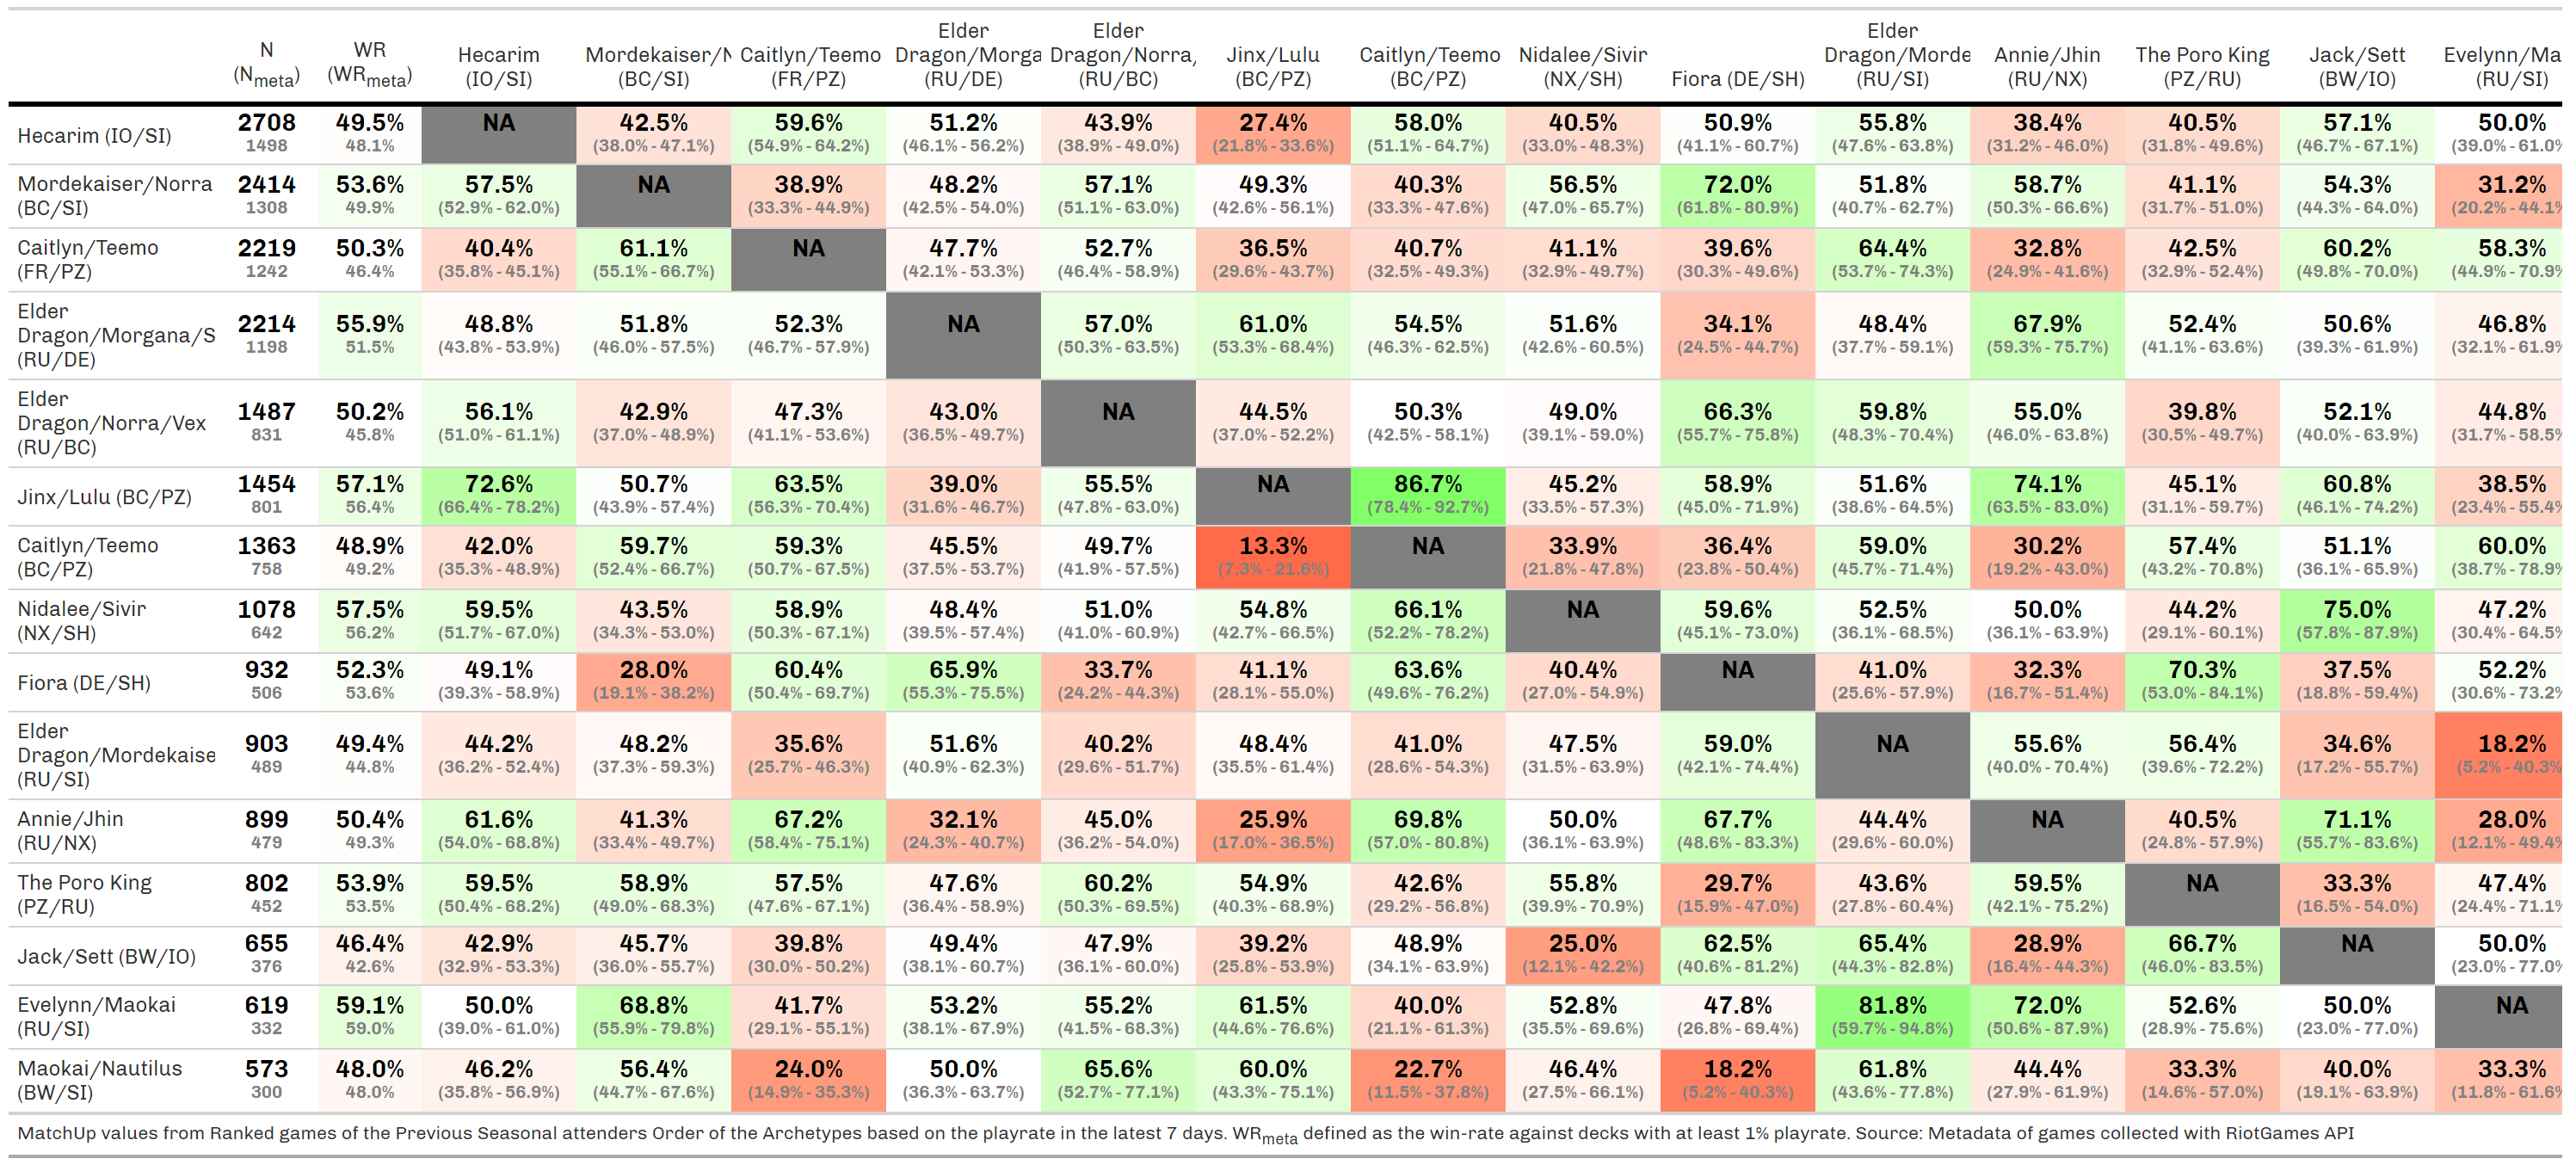 N WR Hecarim Mordekaiser/N Caitlyn/Teemo Elder Dragon/Morga Elder Dragon/Norra, Jinx/Lulu Caitlyn/Teemo Nidalee/Sivir Fiora (DE/SH) Elder Dragon/Morde Annie/Jhin The Poro King Jack/Sett Evelynn/Ma
(Nmeta) (WRmeta) (IO/SI) (BC/SI) (FR/PZ) (RU/DE) (RU/BC) (BC/PZ) (BC/PZ) (NX/SH) (RU/SI) (RU/NX) (PZ/RU) (BW/IO) (RU/SI)
Hecarim (IO/SI) 2708 49.5% NA 42.5% 59.6% 51.2% 43.9% 27.4% 58.0% 40.5% 50.9% 55.8% 38.4% 40.5% 57.1% 50.0%
1498 48.1% (38.0% - 47.1%) (54.9% - 64.2%) (46.1% - 56.2%) (38.9% - 49.0%) (21.8% - 33.6%) (51.1% - 64.7%) (33.0% - 48.3%) (41.1% - 60.7%) (47.6% - 63.8%) (31.2% - 46.0%) (31.8% - 49.6%) (46.7% - 67.1%) (39.0% - 61.0%
Mordekaiser/Norra 2414 53.6% 57.5% NA 38.9% 48.2% 57.1% 49.3% 40.3% 56.5% 72.0% 51.8% 58.7% 41.1% 54.3% 31.2%
(BC/SI) 1308 49.9% (52.9% - 62.0%) (33.3% - 44.9%) (42.5% - 54.0%) (51.1% - 63.0%) (42.6% - 56.1%) (33.3% - 47.6%) (47.0% - 65.7%) (61.8% - 80.9%) (40.7% - 62.7%) (50.3% - 66.6%) (31.7% - 51.0%) (44.3% - 64.0%) (20.2% - 44.1%
Caitlyn/Teemo 2219 50.3% 40.4% 61.1% NA 47.7% 52.7% 36.5% 40.7% 41.1% 39.6% 64.4% 32.8% 42.5% 60.2% 58.3%
(FR/PZ) 1242 46.4% (35.8% - 45.1%) (55.1% - 66.7%) (42.1% - 53.3%) (46.4% - 58.9%) (29.6% - 43.7%) (32.5% - 49.3%) (32.9% - 49.7%) (30.3% - 49.6%) (53.7% - 74.3%) (24.9% - 41.6%) (32.9% - 52.4%) (49.8% - 70.0%) (44.9% - 70.9%
Elder
Dragon/Morgana/S 2214 55.9% 48.8% 51.8% 52.3% NA 57.0% 61.0% 54.5% 51.6% 34.1% 48.4% 67.9% 52.4% 50.6% 46.8%
(RU/DE) 1198 51.5% (43.8% - 53.9%) (46.0% - 57.5%) (46.7% - 57.9%) (50.3% - 63.5%) (53.3% - 68.4%) (46.3% - 62.5%) (42.6% - 60.5%) (24.5% - 44.7%) (37.7% - 59.1%) (59.3% - 75.7%) (41.1% - 63.6%) (39.3% - 61.9%) (32.1% - 61.9%
Elder
Dragon/Norra/Vex 1487 50.2% 56.1% 42.9% 47.3% 43.0% NA 44.5% 50.3% 49.0% 66.3% 59.8% 55.0% 39.8% 52.1% 44.8%
(RU/BC) 831 45.8% (51.0% - 61.1%) (37.0% - 48.9%) (41.1% - 53.6%) (36.5% - 49.7%) (37.0% - 52.2%) (42.5% - 58.1%) (39.1% - 59.0%) (55.7% - 75.8%) (48.3% - 70.4%) (46.0% - 63.8%) (30.5% - 49.7%) (40.0% - 63.9%) (31.7% - 58.5%
Jinx/Lulu (BC/PZ) 1454 57.1% 72.6% 50.7% 63.5% 39.0% 55.5% NA 86.7% 45.2% 58.9% 51.6% 74.1% 45.1% 60.8% 38.5%
801 56.4% (66.4% - 78.2%) (43.9% - 57.4%) (56.3% - 70.4%) (31.6% - 46.7%) (47.8% - 63.0%) (78.4% - 92.7%) (33.5% - 57.3%) (45.0% - 71.9%) (38.6% - 64.5%) (63.5% - 83.0%) (31.1% - 59.7%) (46.1% - 74.2%) (23.4% - 55.4%
Caitlyn/Teemo 1363 48.9% 42.0% 59.7% 59.3% 45.5% 49.7% 13.3% NA 33.9% 36.4% 59.0% 30.2% 57.4% 51.1% 60.0%
(BC/PZ) 758 49.2% (35.3% - 48.9%) (52.4% - 66.7%) (50.7% - 67.5%) (37.5% - 53.7%) (41.9% - 57.5%) (7.3% - 21.6%) (21.8% - 47.8%) (23.8% - 50.4%) (45.7% - 71.4%) (19.2% - 43.0%) (43.2% - 70.8%) (36.1% - 65.9%) (38.7% - 78.9%
Nidalee/Sivir 1078 57.5% 59.5% 43.5% 58.9% 48.4% 51.0% 54.8% 66.1% NA 59.6% 52.5% 50.0% 44.2% 75.0% 47.2%
(NX/SH) 642 56.2% (51.7% - 67.0%) (34.3% - 53.0%) (50.3% - 67.1%) (39.5% - 57.4%) (41.0% - 60.9%) (42.7% - 66.5%) (52.2% - 78.2%) (45.1% - 73.0%) (36.1% - 68.5%) (36.1% - 63.9%) (29.1% - 60.1%) (57.8% - 87.9%) (30.4% - 64.5%
Fiora (DE/SH) 932 52.3% 49.1% 28.0% 60.4% 65.9% 33.7% 41.1% 63.6% 40.4% NA 41.0% 32.3% 70.3% 37.5% 52.2%
506 53.6% (39.3% - 58.9%) (19.1% - 38.2%) (50.4% - 69.7%) (55.3% - 75.5%) (24.2% - 44.3%) (28.1% - 55.0%) (49.6% - 76.2%) (27.0% - 54.9%) (25.6% - 57.9%) (16.7% - 51.4%) (53.0% - 84.1%) (18.8% - 59.4%) (30.6% - 73.2%
Elder
Dragon/Mordekaise 903 49.4% 44.2% 48.2% 35.6% 51.6% 40.2% 48.4% 41.0% 47.5% 59.0% NA 55.6% 56.4% 34.6% 18.2%
(RU/SI) 489 44.8% (36.2% - 52.4%) (37.3% - 59.3%) (25.7% - 46.3%) (40.9% - 62.3%) (29.6% - 51.7%) (35.5% - 61.4%) (28.6% - 54.3%) (31.5% - 63.9%) (42.1% - 74.4%) (40.0% - 70.4%) (39.6% - 72.2%) (17.2% - 55.7%) (5.2% - 40.3%
Annie/Jhin 899 50.4% 61.6% 41.3% 67.2% 32.1% 45.0% 25.9% 69.8% 50.0% 67.7% 44.4% NA 40.5% 71.1% 28.0%
(RU/NX) 479 49.3% (54.0% - 68.8%) (33.4% - 49.7%) (58.4% - 75.1%) (24.3% - 40.7%) (36.2% - 54.0%) (17.0% - 36.5%) (57.0% - 80.8%) (36.1% - 63.9%) (48.6% - 83.3%) (29.6% - 60.0%) (24.8% - 57.9%) (55.7% - 83.6%) (12.1% - 49.4%
The Poro King 802 53.9% 59.5% 58.9% 57.5% 47.6% 60.2% 54.9% 42.6% 55.8% 29.7% 43.6% 59.5% NA 33.3% 47.4%
(PZ/RU) 452 53.5% (50.4% - 68.2%) (49.0% - 68.3%) (47.6% - 67.1%) (36.4% - 58.9%) (50.3% - 69.5%) (40.3% - 68.9%) (29.2% - 56.8%) (39.9% - 70.9%) (15.9% - 47.0%) (27.8% - 60.4%) (42.1% - 75.2%) (16.5% - 54.0%) (24.4% - 71.1%
Jack/Sett (BW/IO) 655 46.4% 42.9% 45.7% 39.8% 49.4% 47.9% 39.2% 48.9% 25.0% 62.5% 65.4% 28.9% 66.7% NA 50.0%
376 42.6% (32.9% - 53.3%) (36.0% - 55.7%) (30.0% - 50.2%) (38.1% - 60.7%) (36.1% - 60.0%) (25.8% - 53.9%) (34.1% - 63.9%) (12.1% - 42.2%) (40.6% - 81.2%) (44.3% - 82.8%) (16.4% - 44.3%) (46.0% - 83.5%) (23.0% - 77.0%
Evelynn/Maokai 619 59.1% 50.0% 68.8% 41.7% 53.2% 55.2% 61.5% 40.0% 52.8% 47.8% 81.8% 72.0% 52.6% 50.0% NA
(RU/SI) 332 59.0% (39.0% - 61.0%) (55.9% - 79.8%) (29.1% - 55.1%) (38.1% - 67.9%) (41.5% - 68.3%) (44.6% - 76.6%) (21.1% - 61.3%) (35.5% - 69.6%) (26.8% - 69.4%) (59.7% - 94.8%) (50.6% - 87.9%) (28.9% - 75.6%) (23.0% - 77.0%)
Maokai/Nautilus 573 48.0% 46.2% 56.4% 24.0% 50.0% 65.6% 60.0% 22.7% 46.4% 18.2% 61.8% 44.4% 33.3% 40.0% 33.3%
(BW/SI) 300 48.0% (35.8% - 56.9%) (44.7% - 67.6%) (14.9% - 35.3%) (36.3% - 63.7%) (52.7% - 77.1%) (43.3% - 75.1%) (11.5% - 37.8%) (27.5% - 66.1%) (5.2% - 40.3%) (43.6% - 77.8%) (27.9% - 61.9%) (14.6% - 57.0%) (19.1% - 63.9%) (11.8% - 61.6%
MatchUp values from Ranked games of the Previous Seasonal attenders Order of the Archetypes based on the playrate in the latest 7 days. WRmeta defined as the win-rate against decks with at least 1% playrate. Source: Metadata of games collected with RiotGames API